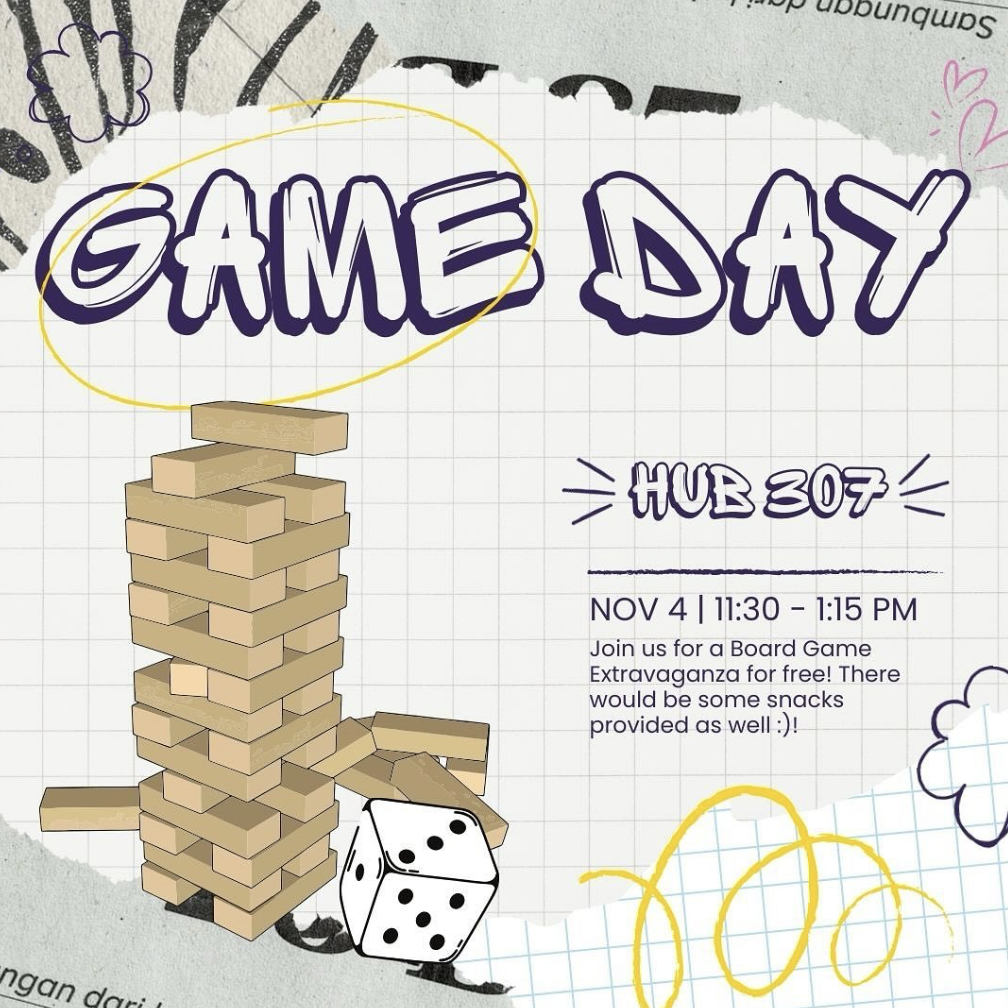 Sambungan dari h
GAME DAY
HUB 307
NOV 4 | 11:30 - 1:15 PM
Join us for a Board Game
Extravaganza for free! There
would be some snacks
provided as well :)!
ngan dari